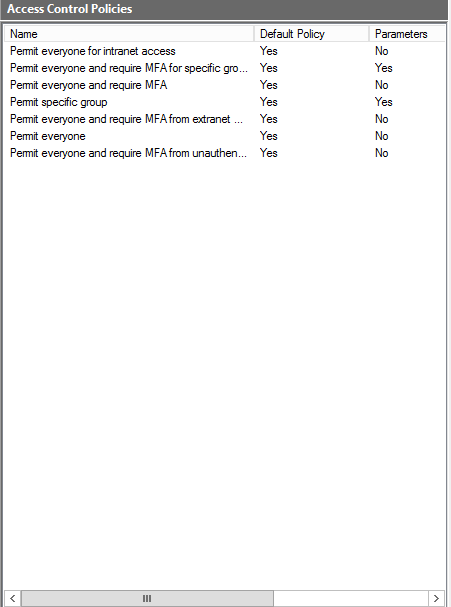 Access Control Policies
Name Default Policy Parameters
Permit everyone for intranet access Yes No
Permit everyone and require MFA for specific gro... Yes Yes
Permit everyone and require MFA Yes No
Permit specific group Yes Yes
Permit everyone and require MFA from extranet ... Yes No
Permit everyone Yes No
Permit everyone and require MFA from unauthen... Yes No